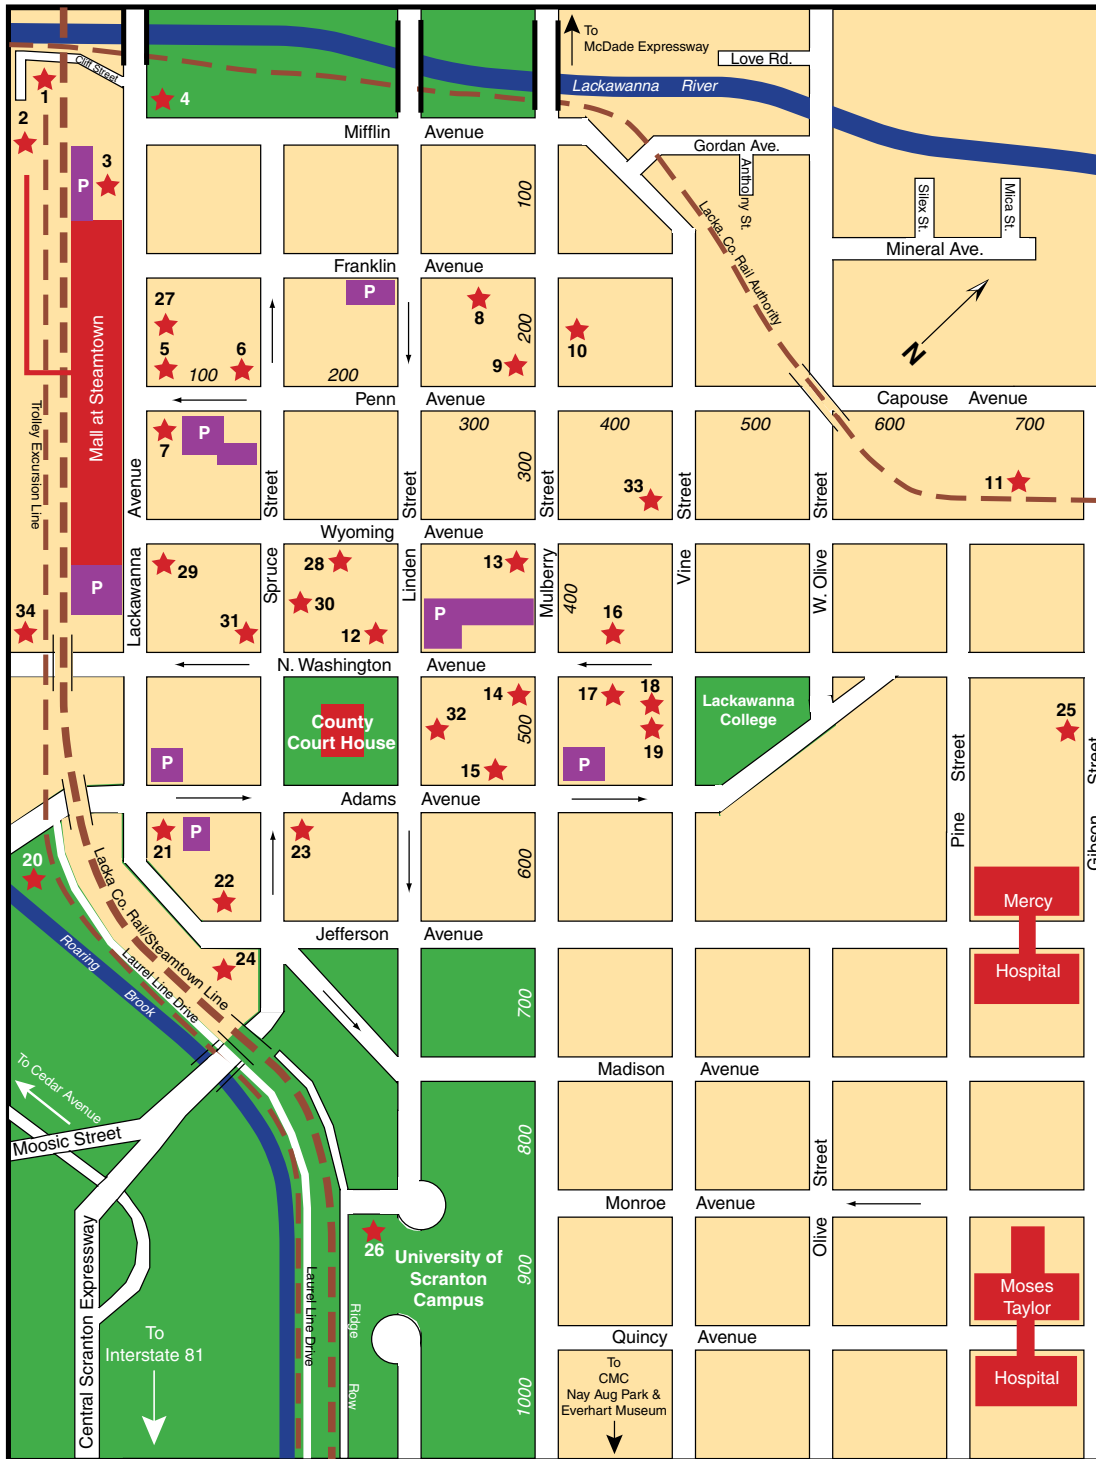 To
McDade Expressway
Love Rd.
Cliff Street
1
4
Lackawanna River
2
Mifflin Avenue
Gordan Ave.
3
P
Anthony St.
100
Silex St.
Mica St.
Lacka. Co. Rail Authority
Mineral Ave.
Franklin Avenue
27
P
8
200
10
N
5
6
9
100
200
Penn Avenue
Capouse Avenue
Trolley Excursion Line
Mall at Steamtown
7
P
300
400
500
600
700
300
33
11
Lackawanna Avenue
Spruce Street
Linden Street
Mulberry Street
Vine Street
W. Olive Street
Wyoming Avenue
28
13
29
P
30
P
400
16
34
31
12
N. Washington Avenue
14
17
18
Lackawanna
College
County
Court House
32
500
25
19
P
15
P
Pine Street
Gibson Street
Adams Avenue
21
P
23
600
20
Lacka Co. Rail/Steamtown Line
22
Mercy
Jefferson Avenue
Roaring Brook
Laurel Line Drive
24
Hospital
700
To Cedar Avenue
Madison Avenue
Moosic Street
800
Olive Street
Monroe Avenue
26
University of
Scranton
Campus
900
Central Scranton Expressway
Laurel Line Drive
Ridge Row
Moses
Taylor
To
Interstate 81
Quincy Avenue
To
CMC
Nay Aug Park &
Everhart Museum
Hospital
1000